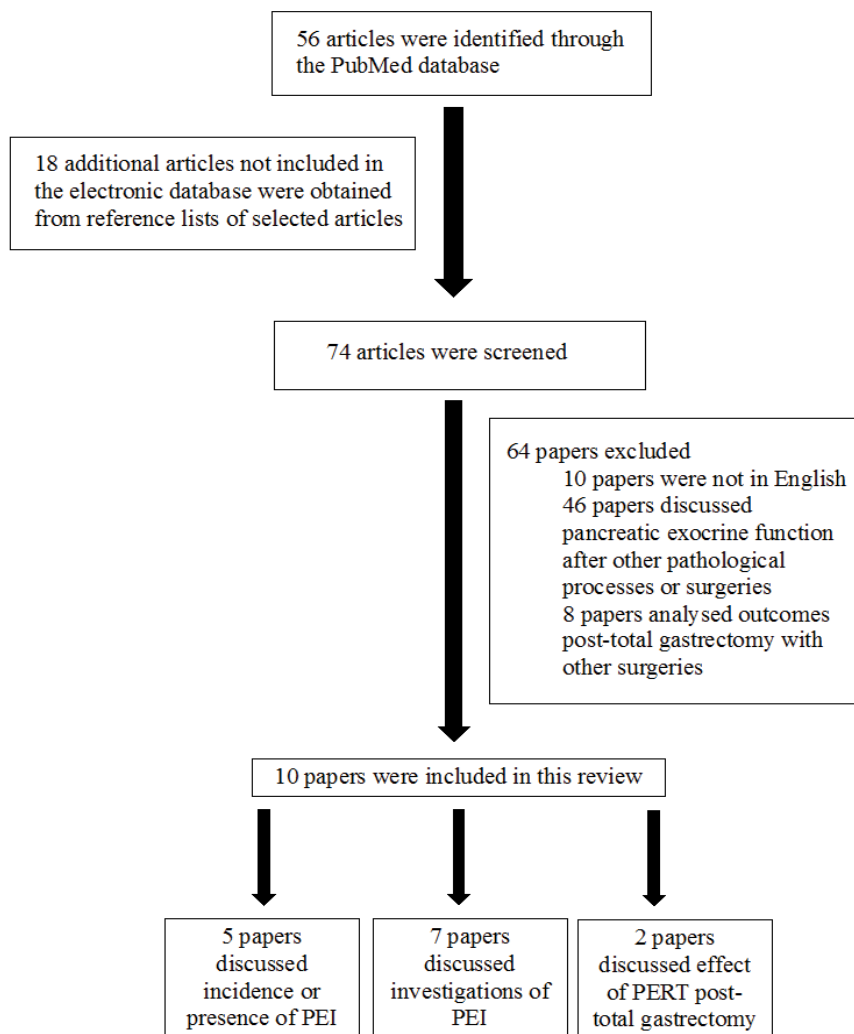 56 articles were identified through
the PubMed database
18 additional articles not included in
the electronic database were obtained
from reference lists of selected articles
74 articles were screened
64 papers excluded
10 papers were not in English
46 papers discussed
pancreatic exocrine function
after other pathological
processes or surgeries
8 papers analysed outcomes
post-total gastrectomy with
other surgeries
10 papers were included in this review
5 papers
discussed
incidence or
presence of PEI
7 papers
discussed
investigations of
PEI
2 papers
discussed effect
of PERT post-
total gastrectomy